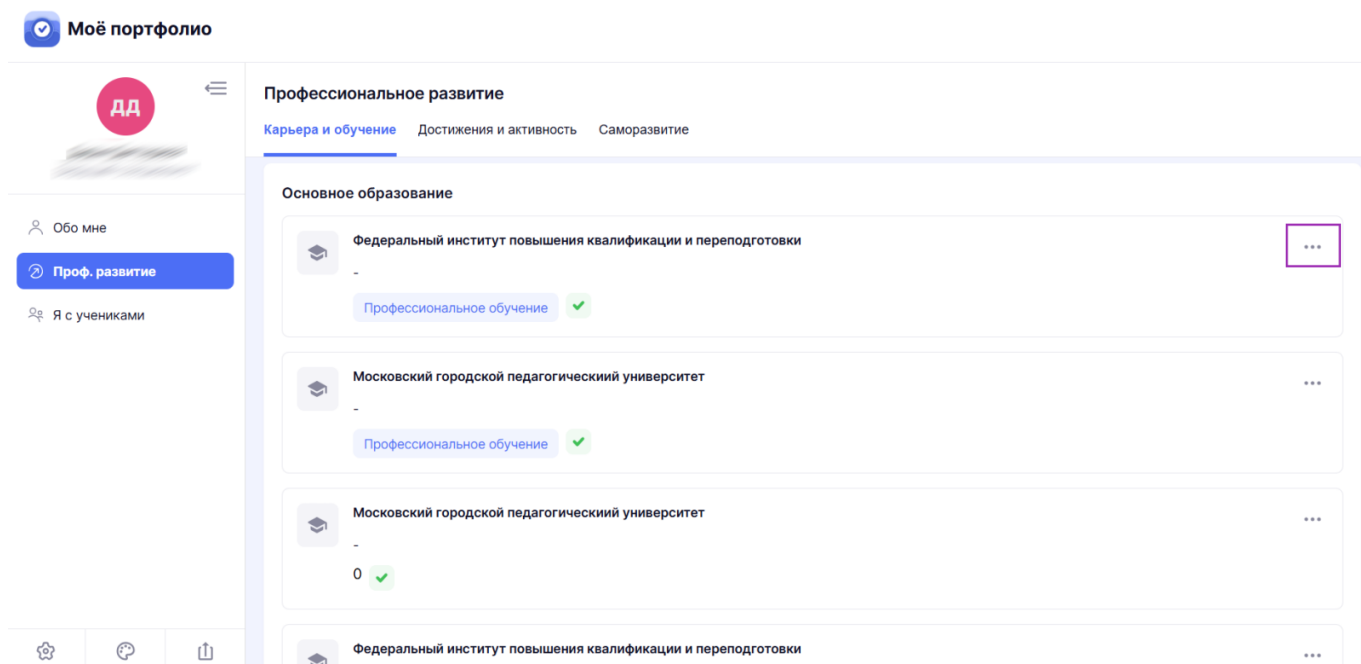 Моё портфолио
ДД
Обо мне
Проф. развитие
Я с учениками
Профессиональное развитие
Карьера и обучение Достижения и активность Саморазвитие
Основное образование
Федеральный институт повышения квалификации и переподготовки
-
Профессиональное обучение
Московский городской педагогическиий университет
-
Профессиональное обучение
Московский городской педагогическиий университет
-
0
Федеральный институт повышения квалификации и переподготовки